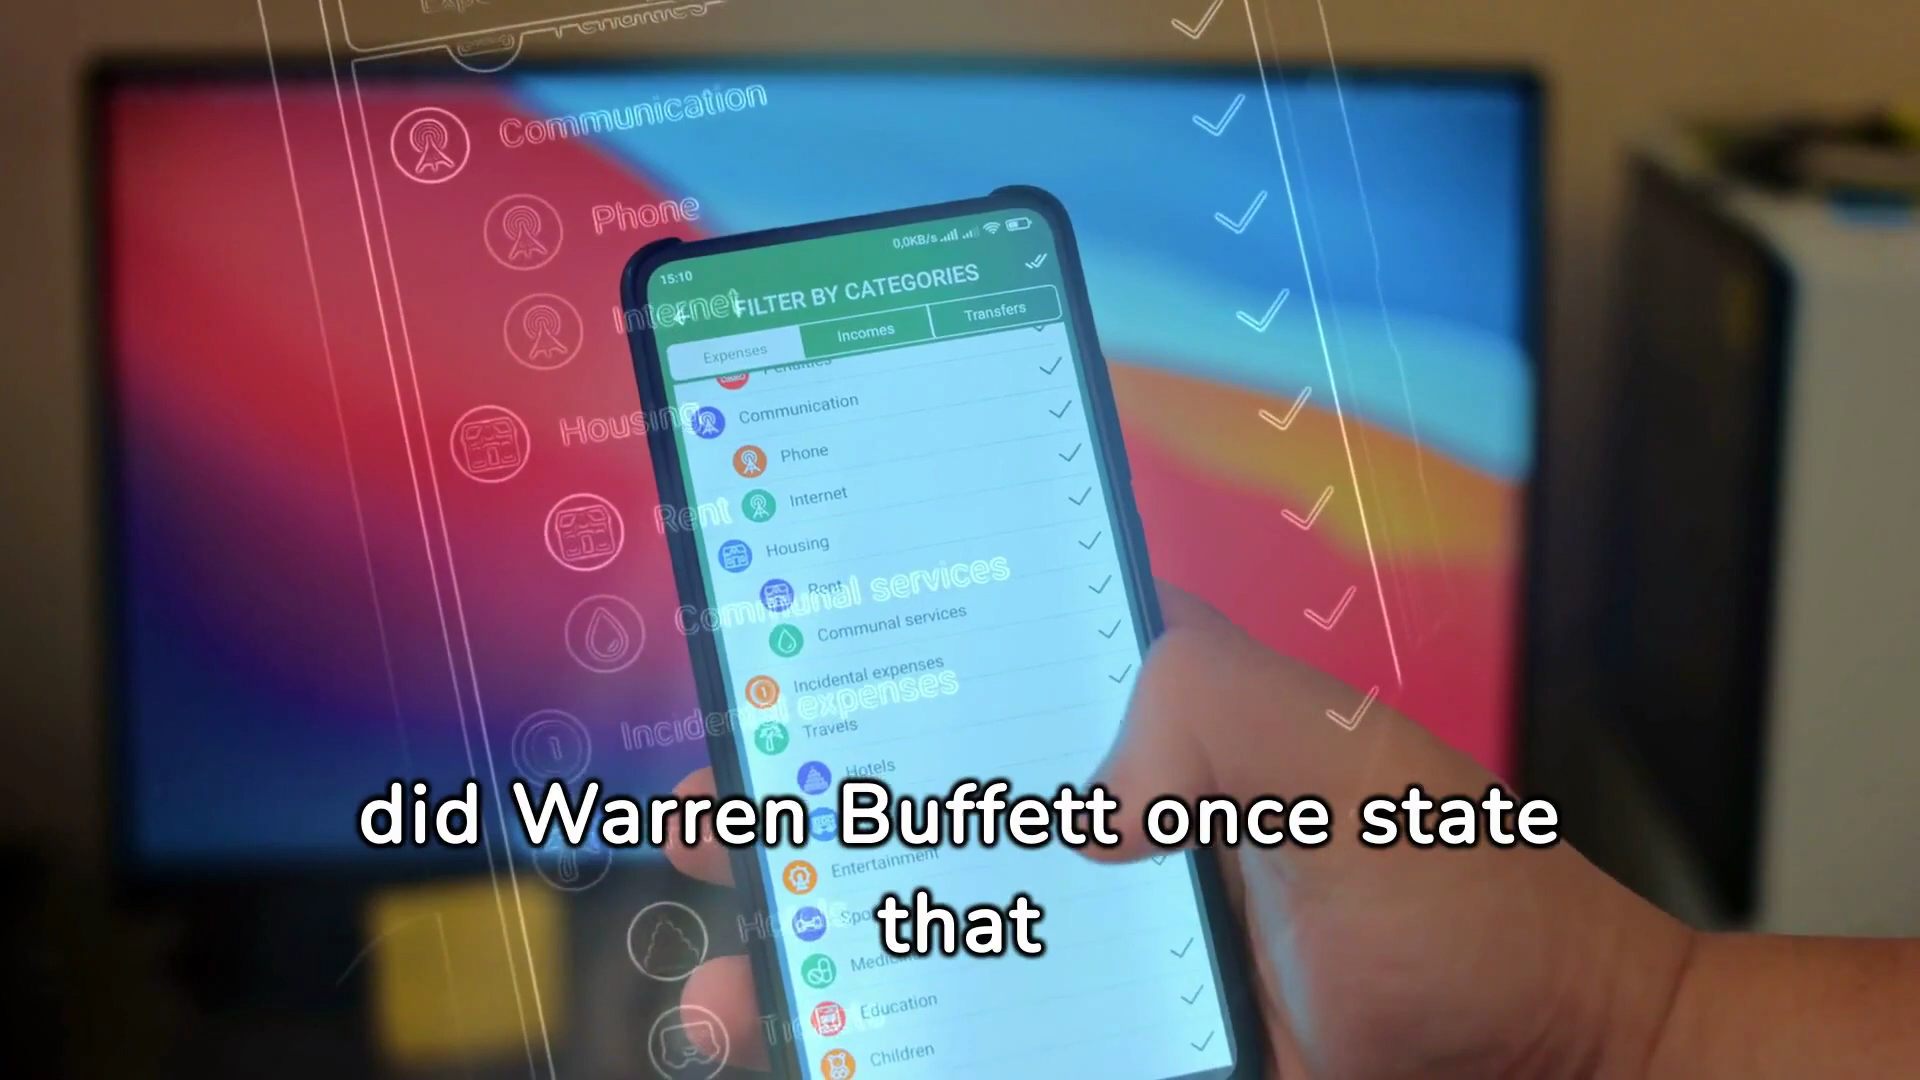 Communication
Phone
Internet
Housing
Rent
Communal services
expenses
15:10
0,0KB/s
FILTER BY CATEGORIES
Expenses
Incomes
Transfers
Communication
Phone
Internet
Housing
Rent
Communal services
Incidental expenses
Travels
Hotels
Entertainment
Education
Children
did Warren Buffett once state
that